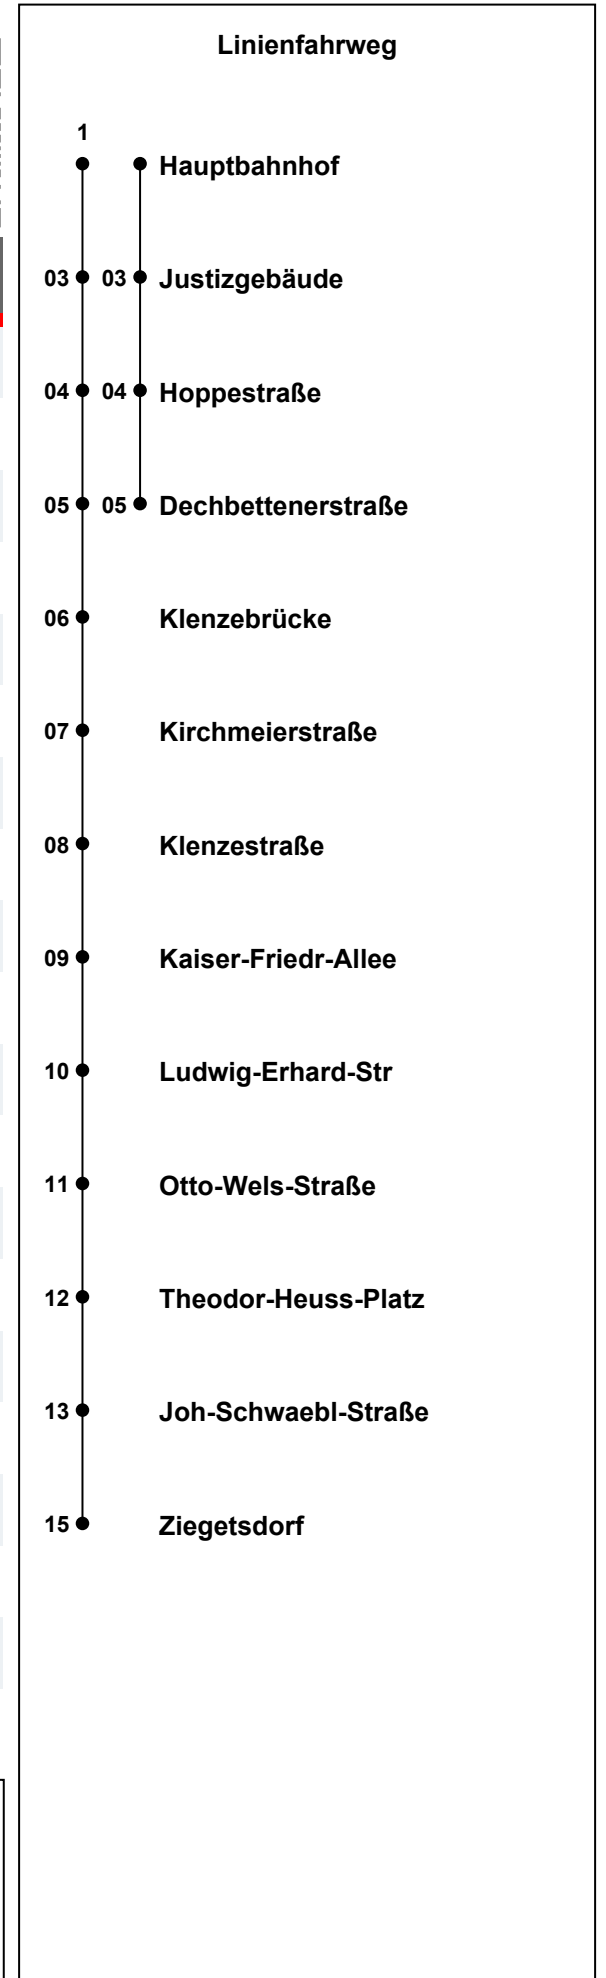 Linienfahrweg
1
Hauptbahnhof
03 03 Justizgebäude
04 04 Hoppestraße
05 05 Dechbettenerstraße
06 Klenzebrücke
07 Kirchmeierstraße
08 Klenzestraße
09 Kaiser-Friedr-Allee
10 Ludwig-Erhard-Str
11 Otto-Wels-Straße
12 Theodor-Heuss-Platz
13 Joh-Schwaebl-Straße
15 Ziegetsdorf